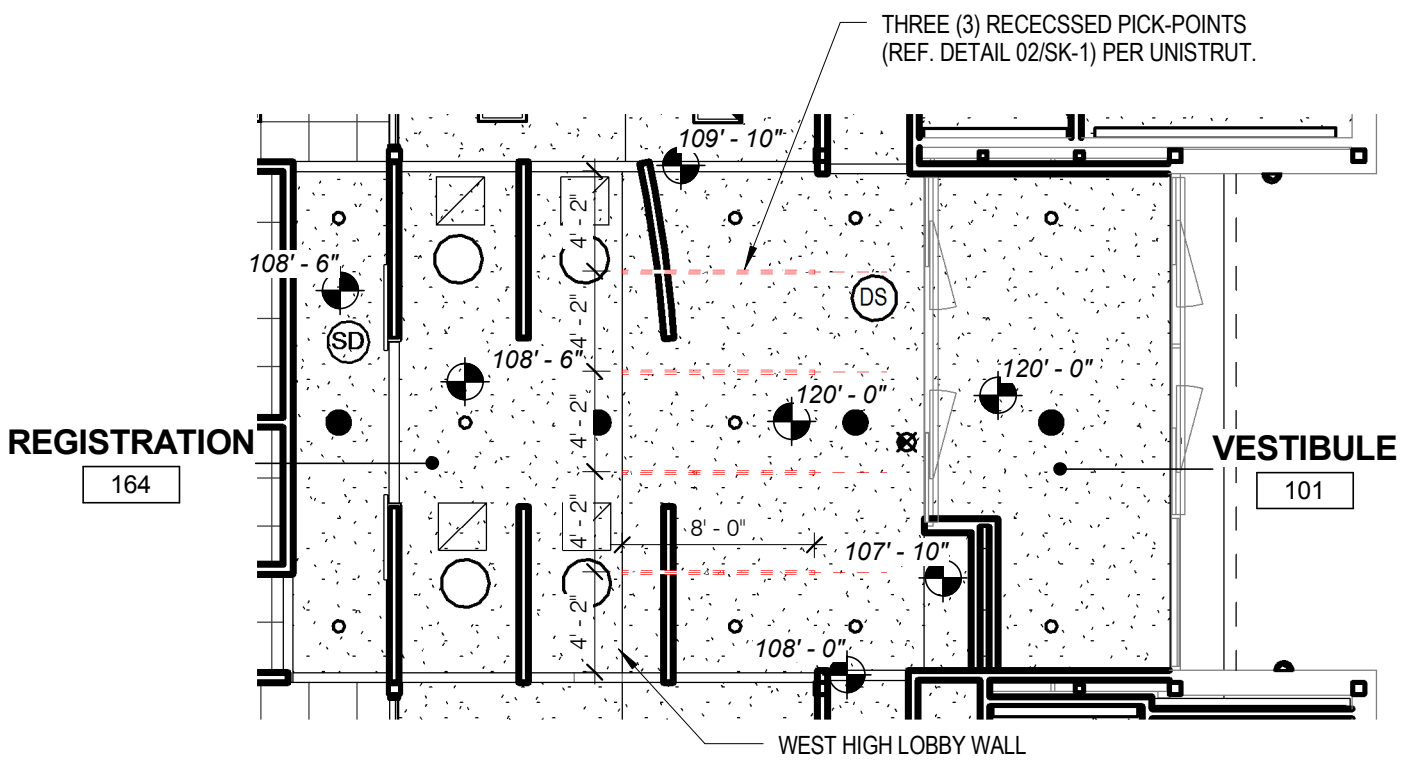 THREE (3) RECECSSED PICK-POINTS
(REF. DETAIL 02/SK-1) PER UNISTRUT.
109' - 10"
4' - 2"
108' - 6"
DS
4' - 2"
SD
108' - 6"
120' - 0"
120' - 0"
4' - 2"
REGISTRATION
164
VESTIBULE
101
4' - 2"
8' - 0"
107' - 10"
4' - 2"
108' - 0"
WEST HIGH LOBBY WALL